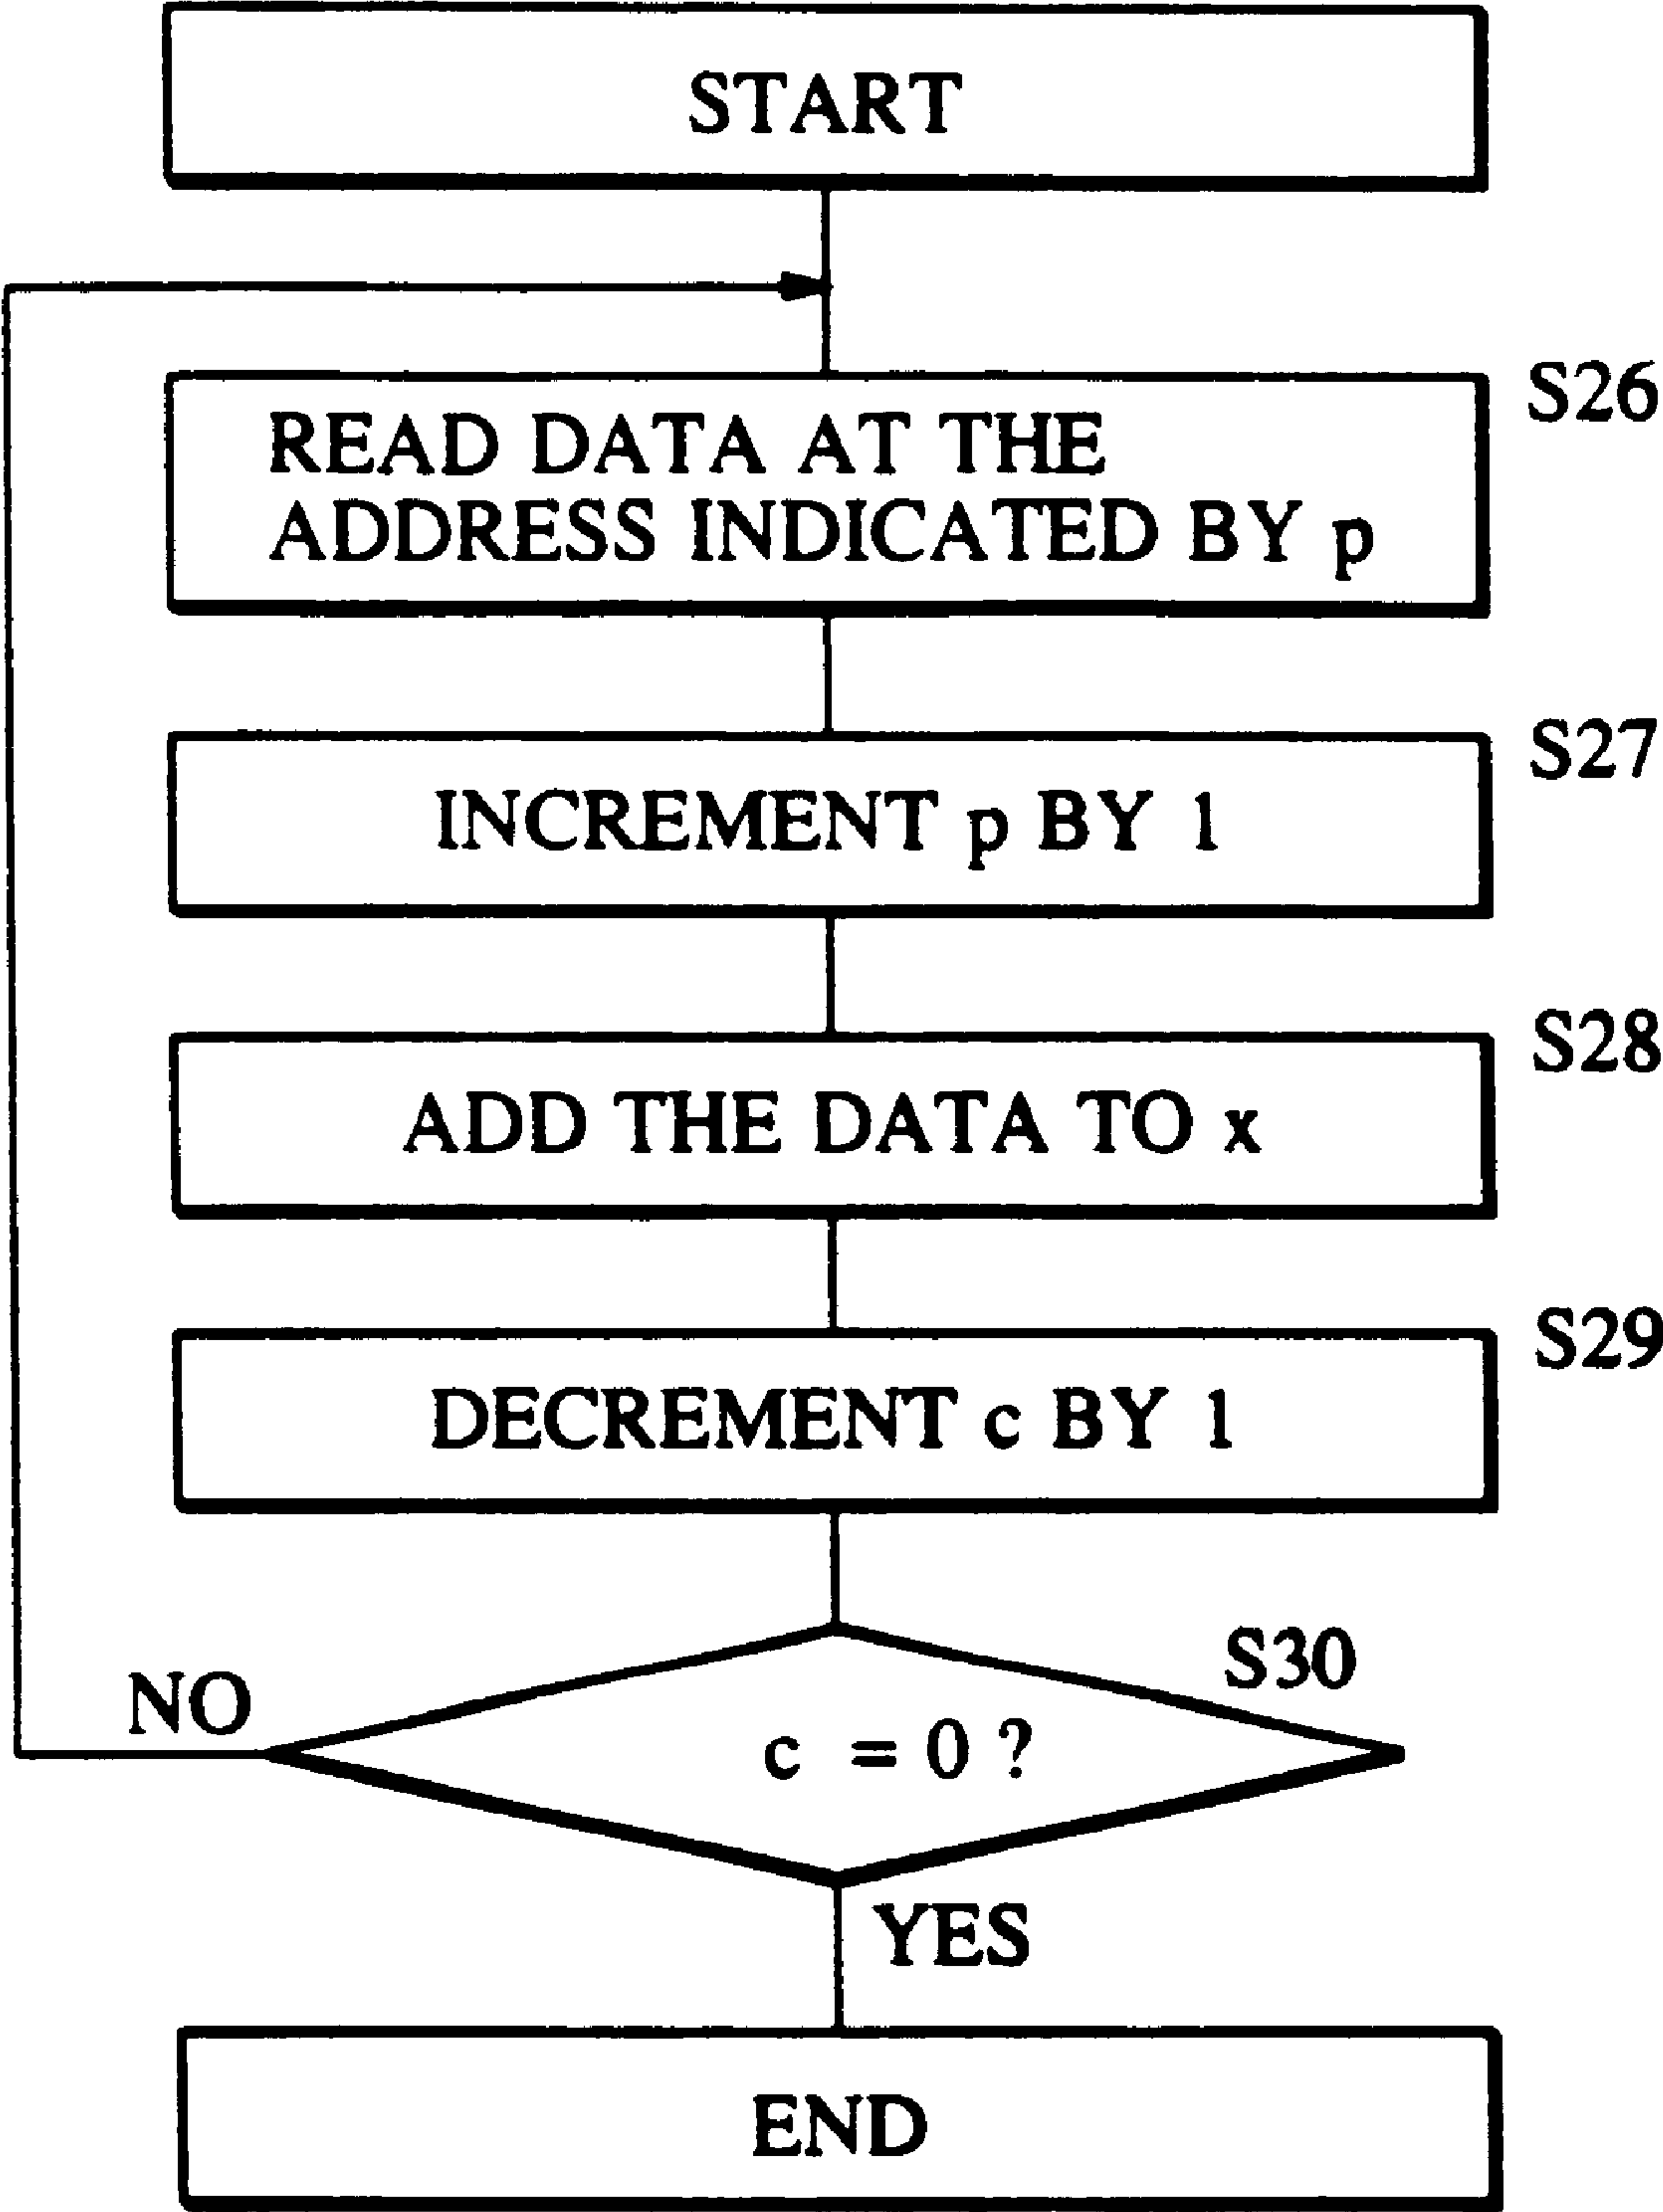 START
S26
READ DATA AT THE
ADDRESS INDICATED BY p
S27
INCREMENT p BY 1
S28
ADD THE DATA TO x
S29
DECREMENT c BY 1
S30
NO
c = 0 ?
YES
END